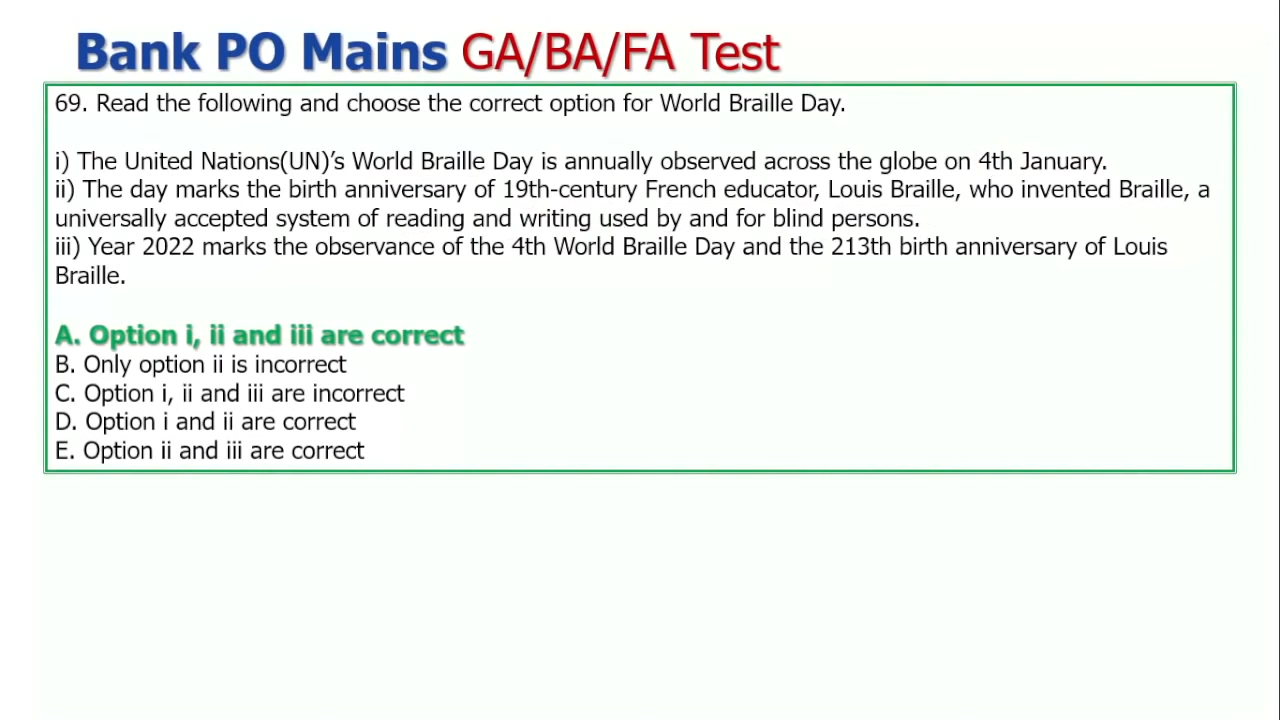 Bank PO Mains GA/BA/FA Test
69. Read the following and choose the correct option for World Braille Day.
i) The United Nations(UN)’s World Braille Day is annually observed across the globe on 4th January.
ii) The day marks the birth anniversary of 19th-century French educator, Louis Braille, who invented Braille, a
universally accepted system of reading and writing used by and for blind persons.
iii) Year 2022 marks the observance of the 4th World Braille Day and the 213th birth anniversary of Louis
Braille.
A. Option i, ii and iii are correct
B. Only option ii is incorrect
C. Option i, ii and iii are incorrect
D. Option i and ii are correct
E. Option ii and iii are correct